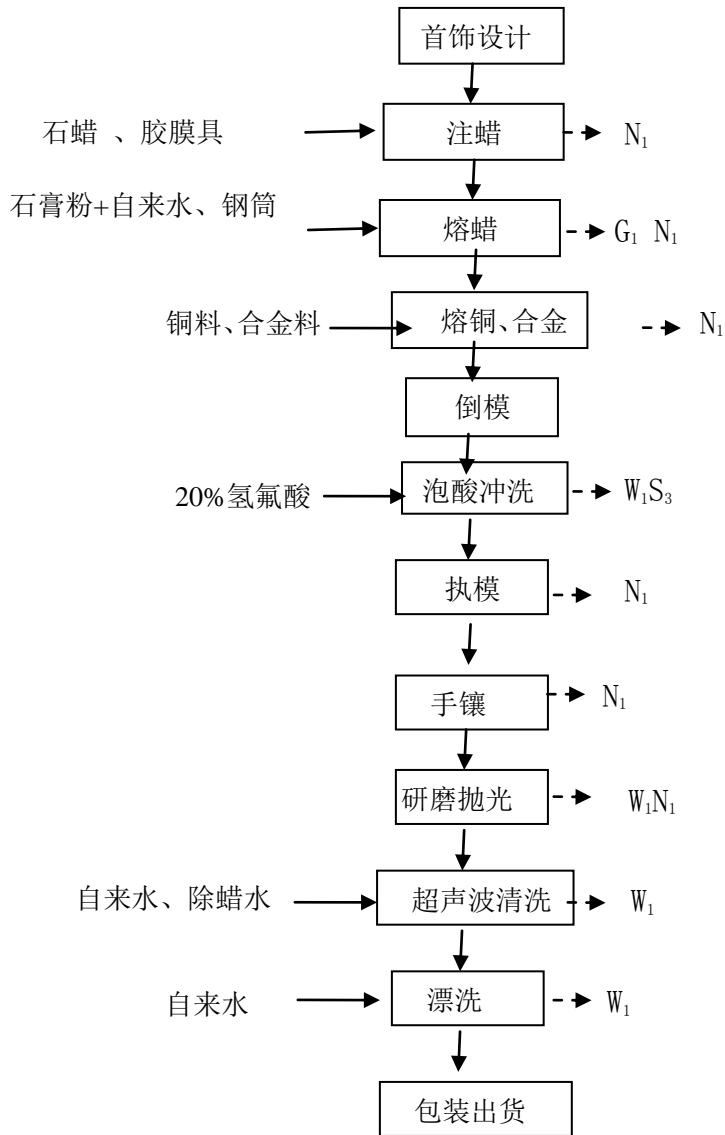 首饰设计
石蜡 、胶膜具 注蜡 N₁
石膏粉+自来水、钢筒 熔蜡 G₁ N₁
铜料、合金料 熔铜、合金 N₁
倒模
20%氢氟酸 泡酸冲洗 W₁S₃
执模 N₁
手镶 N₁
研磨抛光 W₁N₁
自来水、除蜡水 超声波清洗 W₁
自来水 漂洗 W₁
包装出货